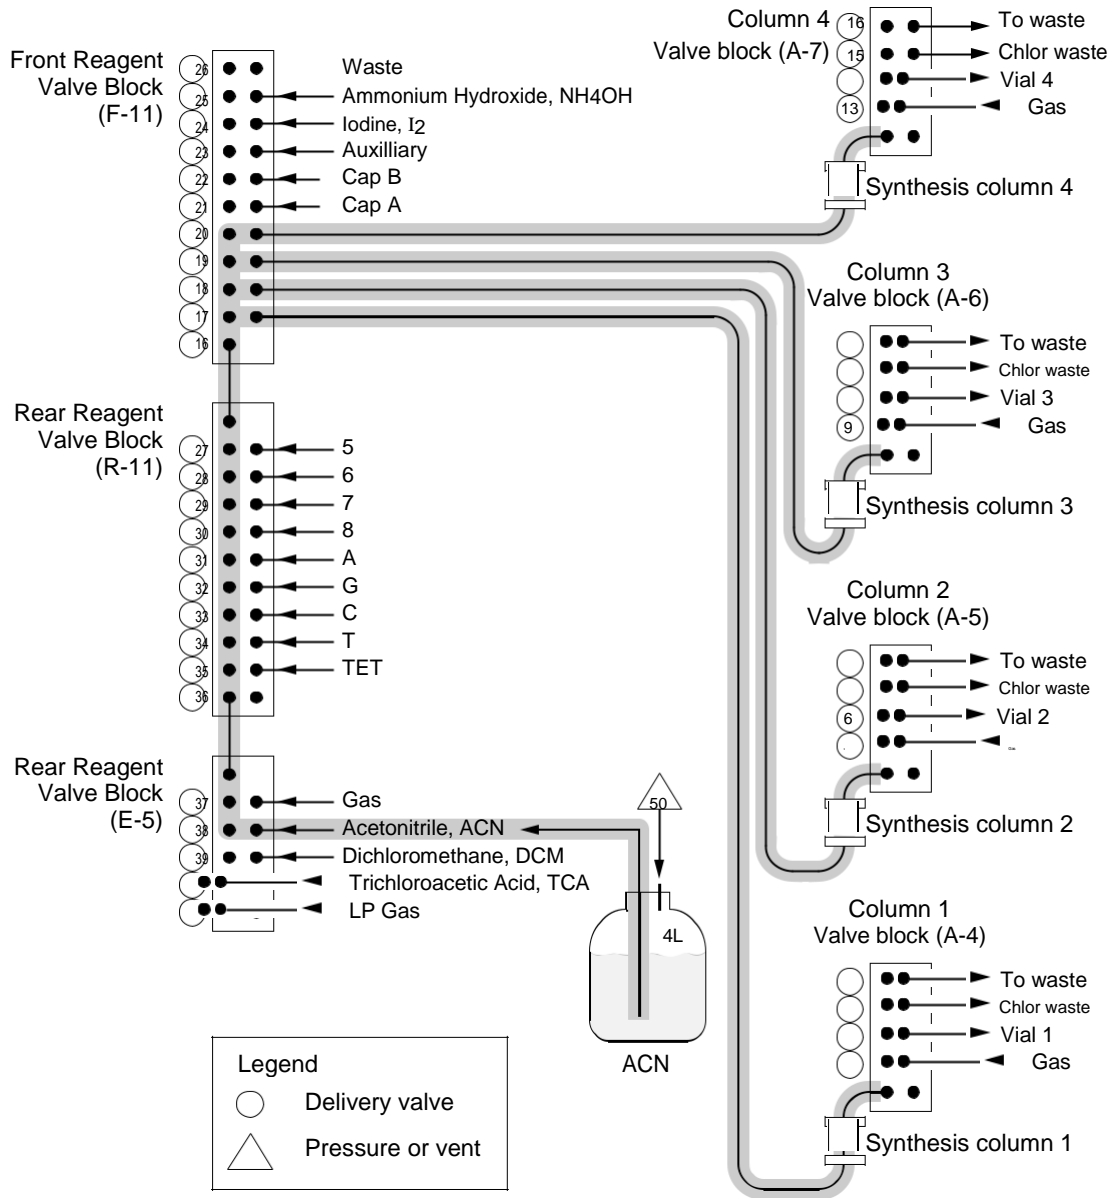 Front Reagent
Valve Block
(F-11)
26 Waste
25 Ammonium Hydroxide, NH4OH
24 Iodine, I2
23 Auxilliary
22 Cap B
21 Cap A
20
19
18
17
16
Rear Reagent
Valve Block
(R-11)
27 5
28 6
29 7
30 8
31 A
32 G
33 C
34 T
35 TET
36
Rear Reagent
Valve Block
(E-5)
37 Gas
38 Acetonitrile, ACN
39 Dichloromethane, DCM
Trichloroacetic Acid, TCA
LP Gas
50
4L
ACN
Legend
Delivery valve
Pressure or vent
Column 4
Valve block (A-7)
16 To waste
15 Chlor waste
Vial 4
13 Gas
Synthesis column 4
Column 3
Valve block (A-6)
To waste
Chlor waste
Vial 3
9 Gas
Synthesis column 3
Column 2
Valve block (A-5)
To waste
Chlor waste
6 Vial 2
Synthesis column 2
Column 1
Valve block (A-4)
To waste
Chlor waste
Vial 1
Gas
Synthesis column 1